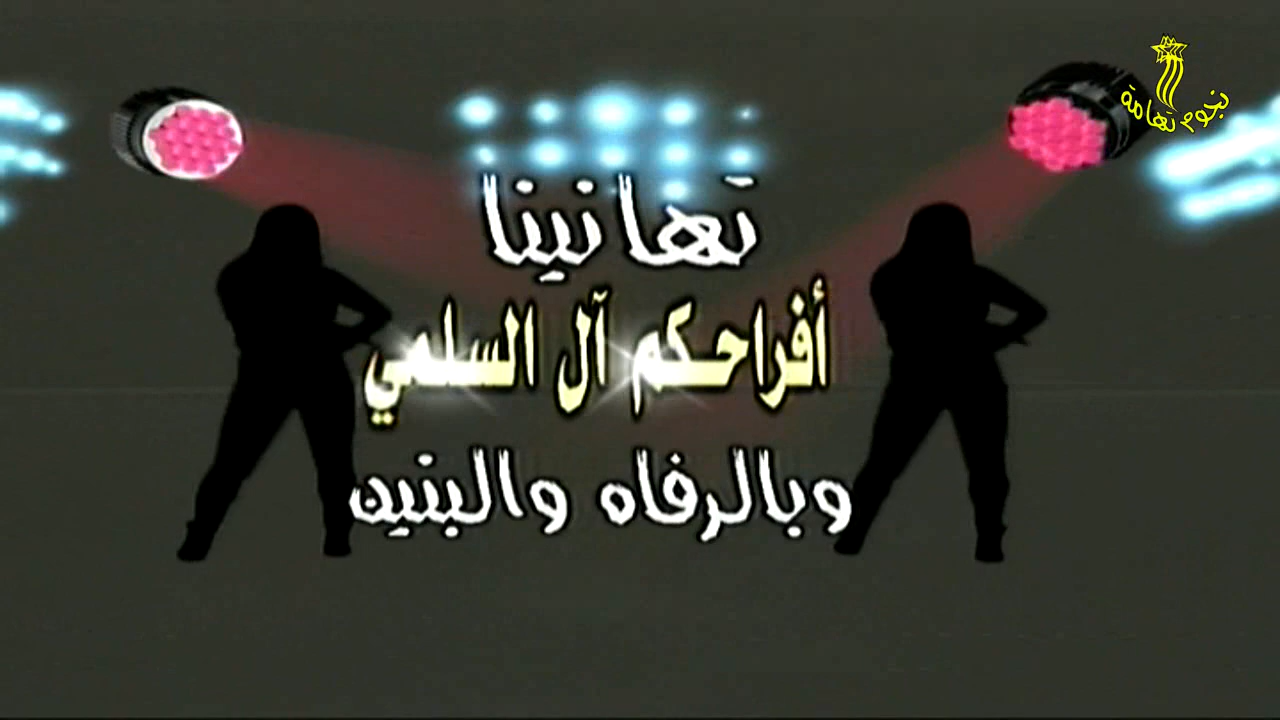 نجوم تهامة
تهانينا
أفراحكم آل السلمي
وبالرفاه والبنين